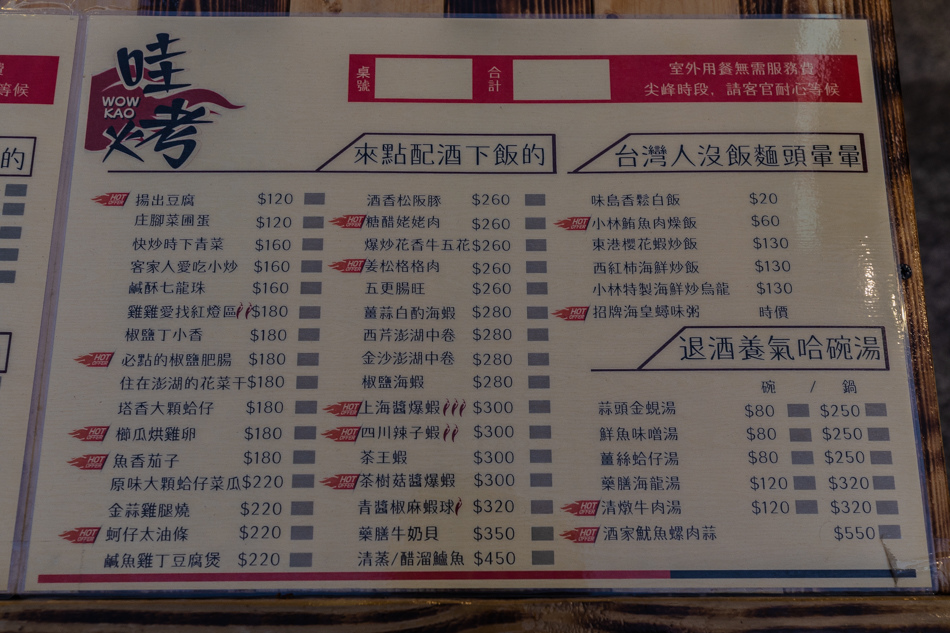 費
等候
的
哇
WOW
KAO
烤
桌號
合計
室外用餐無需服務費
尖峰時段，請客官耐心等候
來點配酒下飯的
HOT OFFER 揚出豆腐 $120
庄腳菜圃蛋 $120
快炒時下青菜 $160
客家人愛吃小炒 $160
鹹酥七龍珠 $160
雞雞愛找紅燈區 $180
椒鹽丁小香 $180
HOT OFFER 必點的椒鹽肥腸 $180
住在澎湖的花菜干 $180
塔香大顆蛤仔 $180
HOT OFFER 櫛瓜烘雞卵 $180
HOT OFFER 魚香茄子 $180
原味大顆蛤仔菜瓜 $220
金蒜雞腿燒 $220
HOT OFFER 蚵仔太油條 $220
鹹魚雞丁豆腐煲 $220
酒香松阪豚 $260
HOT OFFER 糖醋姥姥肉 $260
爆炒花香牛五花 $260
HOT OFFER 姜松格格肉 $260
五更腸旺 $260
薑蒜白酌海蝦 $280
西芹澎湖中卷 $280
金沙澎湖中卷 $280
椒鹽海蝦 $280
HOT OFFER 上海醬爆蝦 $300
HOT OFFER 四川辣子蝦 $300
茶王蝦 $300
HOT OFFER 茶樹菇醬爆蝦 $300
青醬椒麻蝦球 $320
藥膳牛奶貝 $350
清蒸/醋溜鱸魚 $450
台灣人沒飯麵頭暈暈
味島香鬆白飯 $20
HOT OFFER 小林鮪魚肉燥飯 $60
東港櫻花蝦炒飯 $130
西紅柿海鮮炒飯 $130
小林特製海鮮炒烏龍 $130
HOT OFFER 招牌海皇蟳味粥 時價
退酒養氣哈碗湯
碗 / 鍋
蒜頭金蜆湯 $80 $250
鮮魚味噌湯 $80 $250
薑絲蛤仔湯 $80 $250
藥膳海龍湯 $120 $320
HOT OFFER 清燉牛肉湯 $120 $320
HOT OFFER 酒家魷魚螺肉蒜 $550